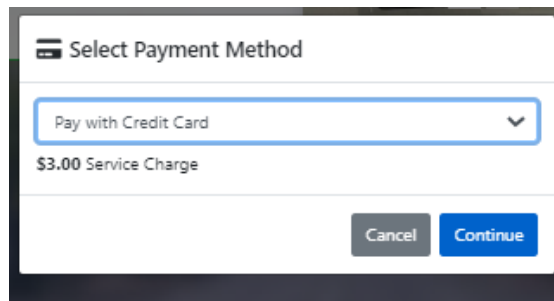 Select Payment Method
Pay with Credit Card
$3.00 Service Charge
Cancel Continue